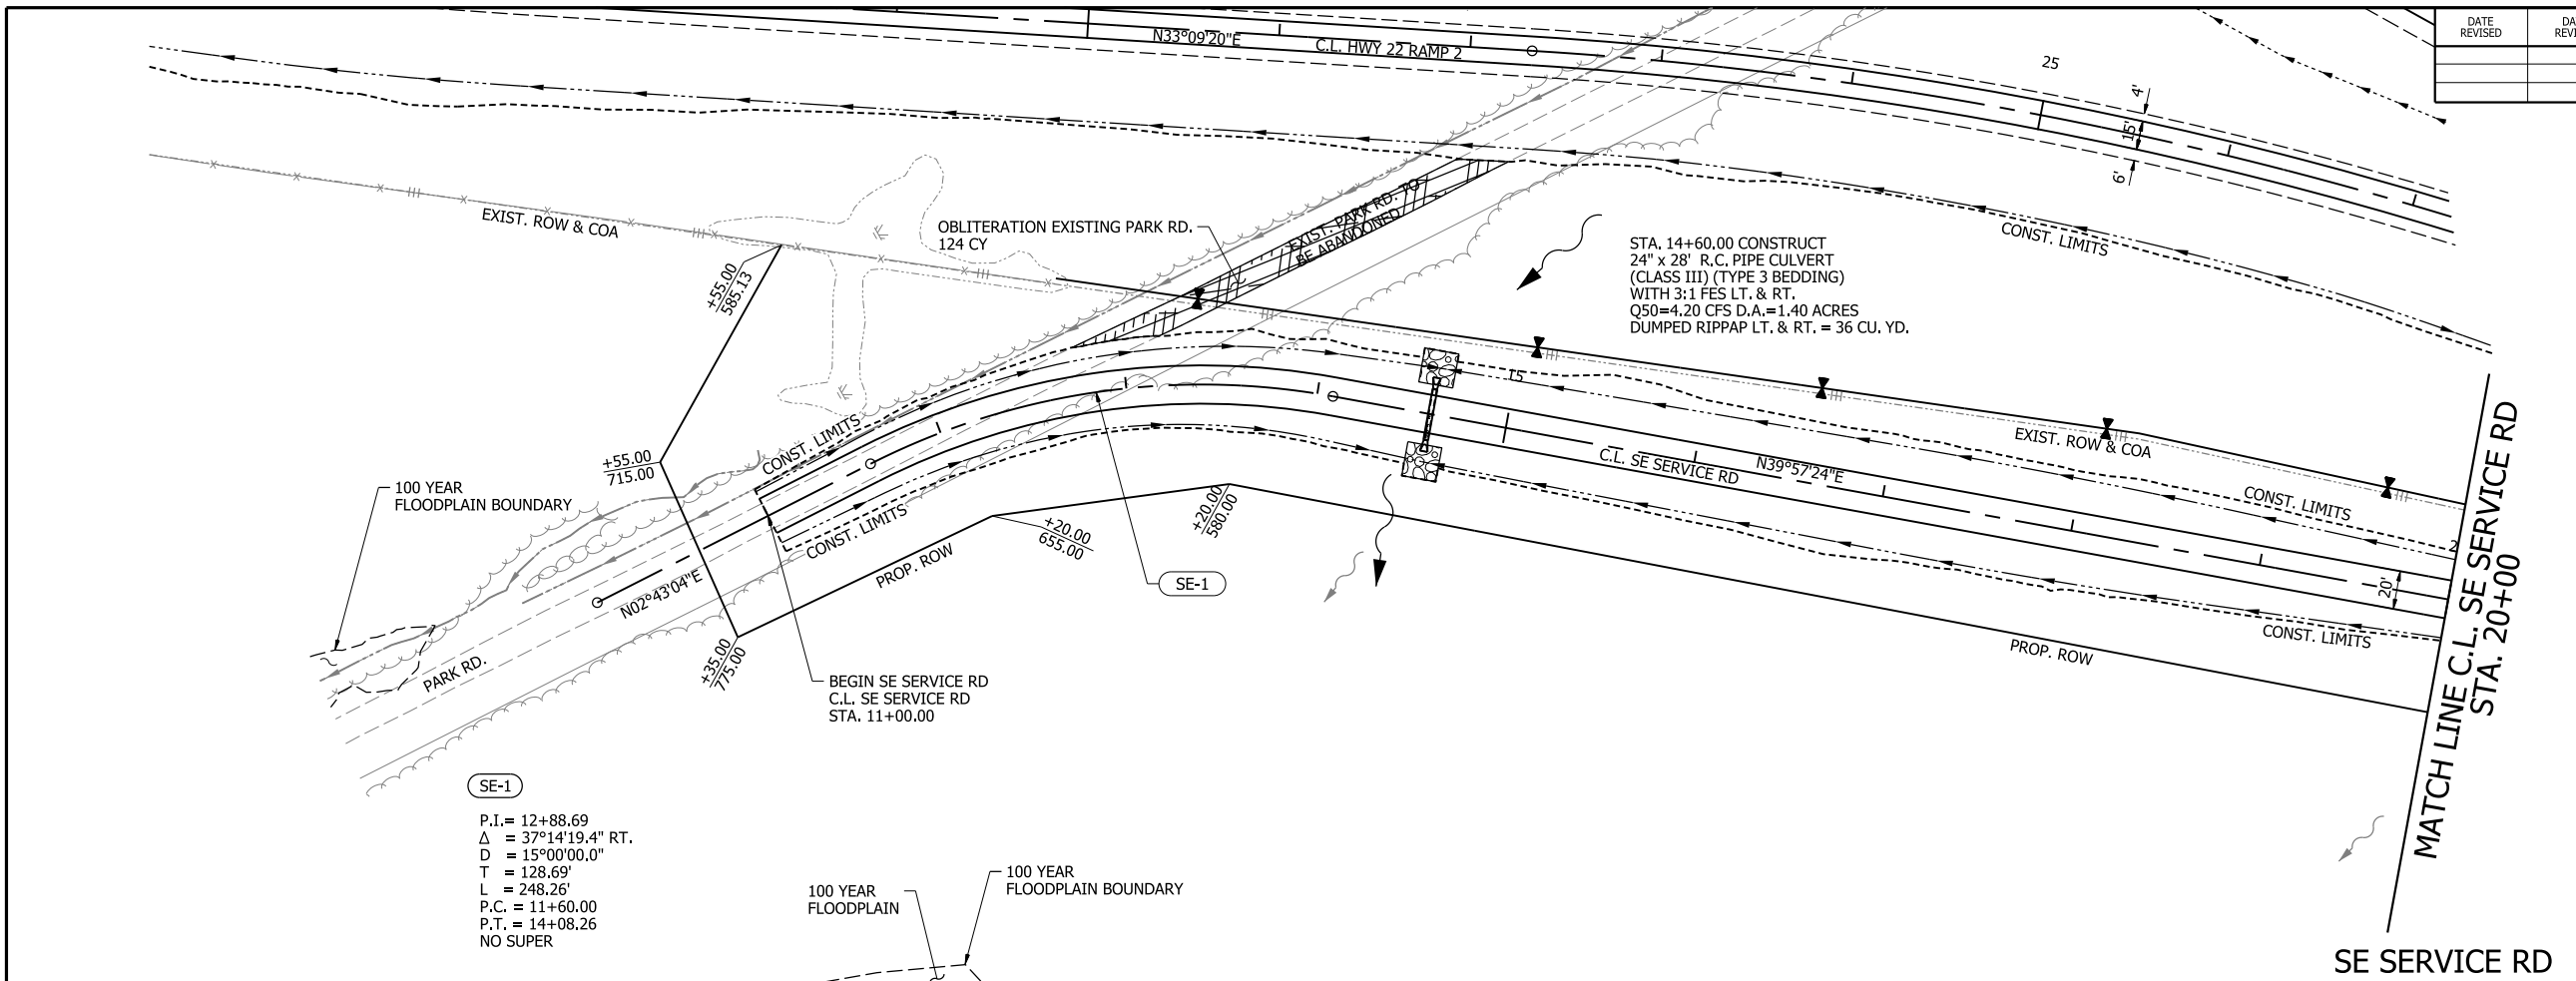 DATE
REVISED
N33°09'20"E
C.L. HWY 22 RAMP 2
25
4'
15'
6'
EXIST. ROW & COA
OBLITERATION EXISTING PARK RD.
124 CY
EXIST. PARK RD. TO
BE ABANDONED
CONST. LIMITS
STA. 14+60.00 CONSTRUCT
24" x 28' R.C. PIPE CULVERT
(CLASS III) (TYPE 3 BEDDING)
WITH 3:1 FES LT. & RT.
Q50=4.20 CFS D.A.=1.40 ACRES
DUMPED RIPPAP LT. & RT. = 36 CU. YD.
+55.00
585.13
15
+55.00
715.00
CONST. LIMITS
100 YEAR
FLOODPLAIN BOUNDARY
CONST. LIMITS
PROP. ROW
+20.00
655.00
+20.00
580.00
C.L. SE SERVICE RD
N39°57'24"E
EXIST. ROW & COA
CONST. LIMITS
2
20'
SE-1
N02°43'04"E
PARK RD.
+35.00
775.00
BEGIN SE SERVICE RD
C.L. SE SERVICE RD
STA. 11+00.00
PROP. ROW
CONST. LIMITS
MATCH LINE C.L. SE SERVICE RD
STA. 20+00
SE-1
P.I.= 12+88.69
Δ = 37°14'19.4" RT.
D = 15°00'00.0"
T = 128.69'
L = 248.26'
P.C. = 11+60.00
P.T. = 14+08.26
NO SUPER
100 YEAR
FLOODPLAIN
100 YEAR
FLOODPLAIN BOUNDARY
SE SERVICE RD